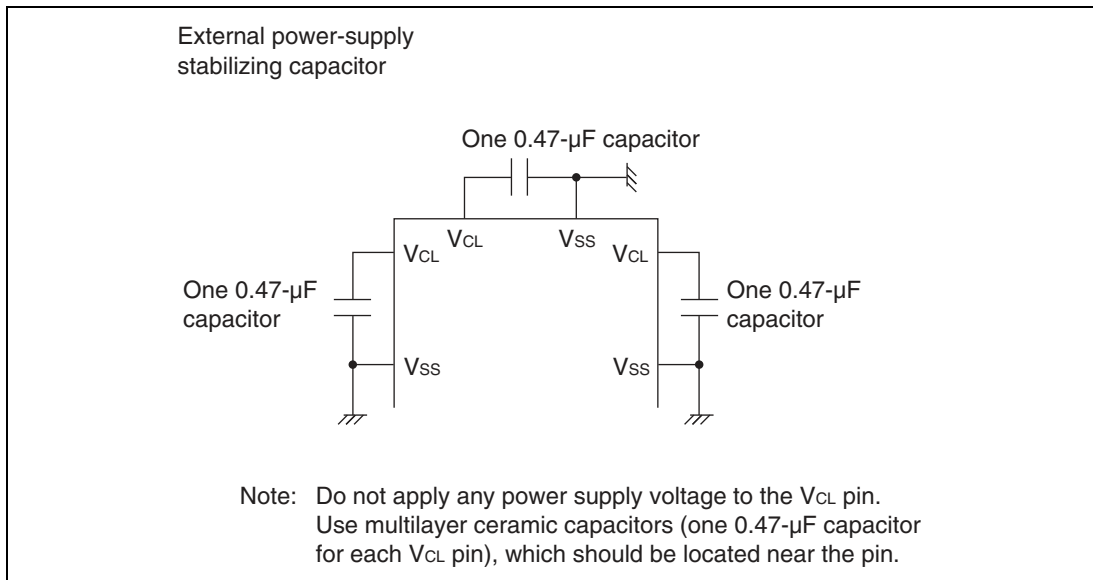 External power-supply
stabilizing capacitor
One 0.47-μF capacitor
VCL
VSS
VCL
VCL
One 0.47-μF
capacitor
One 0.47-μF
capacitor
VSS
VSS
Note: Do not apply any power supply voltage to the VCL pin.
Use multilayer ceramic capacitors (one 0.47-μF capacitor
for each VCL pin), which should be located near the pin.